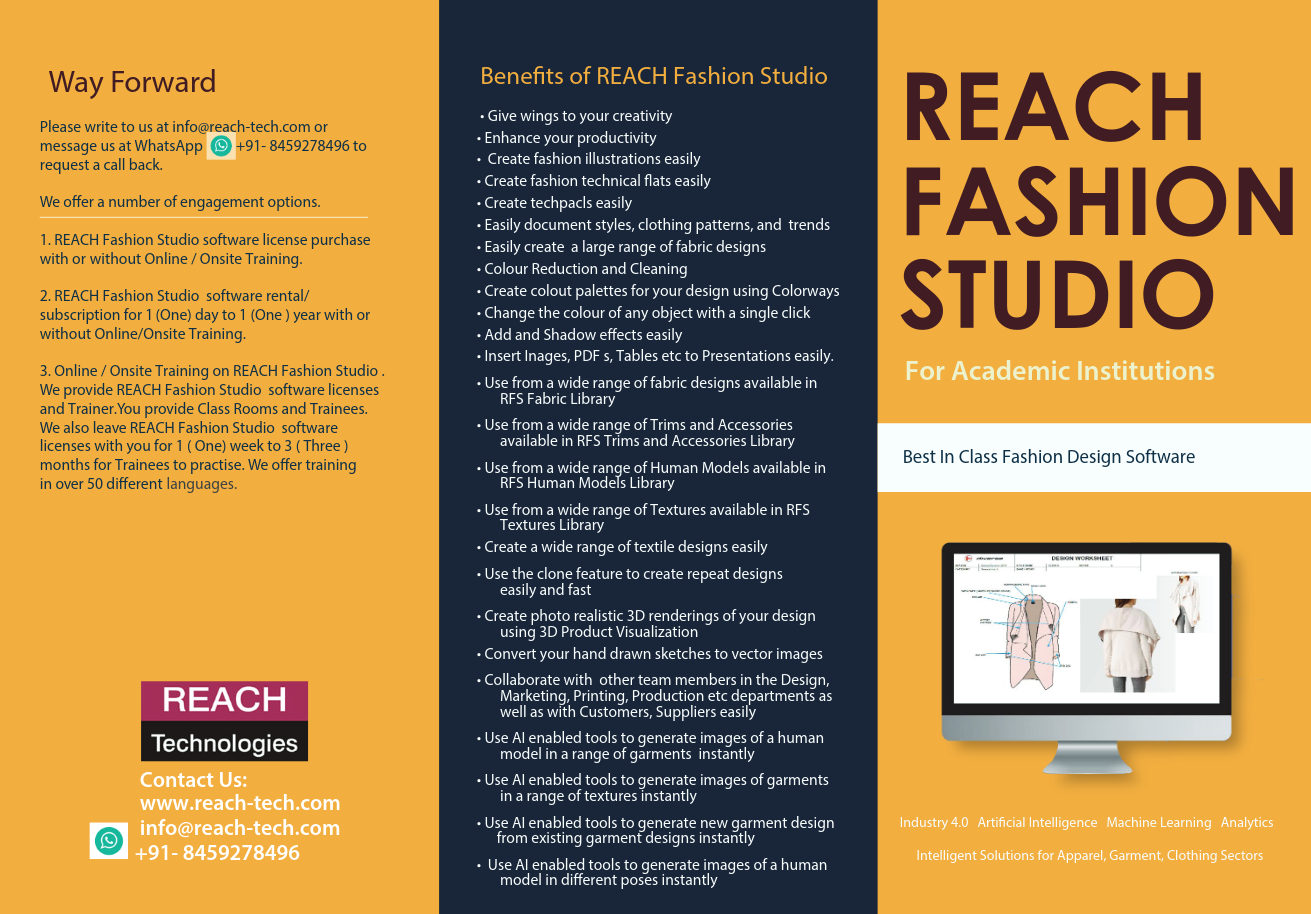 Way Forward
Please write to us at info@reach-tech.com or
message us at WhatsApp +91- 8459278496 to
request a call back.
We offer a number of engagement options.
1. REACH Fashion Studio software license purchase
with or without Online / Onsite Training.
2. REACH Fashion Studio  software rental/
subscription for 1 (One) day to 1 (One ) year with or
without Online/Onsite Training.
3. Online / Onsite Training on REACH Fashion Studio .
We provide REACH Fashion Studio  software licenses
and Trainer.You provide Class Rooms and Trainees.
We also leave REACH Fashion Studio  software
licenses with you for 1 ( One) week to 3 ( Three )
months for Trainees to practise. We offer training
in over 50 different languages.
REACH
Technologies
Contact Us:
www.reach-tech.com
info@reach-tech.com
+91- 8459278496
Benefits of REACH Fashion Studio
• Give wings to your creativity
• Enhance your productivity
•  Create fashion illustrations easily
• Create fashion technical flats easily
• Create techpacls easily
• Easily document styles, clothing patterns, and  trends
• Easily create  a large range of fabric designs
• Colour Reduction and Cleaning
• Create colout palettes for your design using Colorways
• Change the colour of any object with a single click
• Add and Shadow effects easily
• Insert Inages, PDF s, Tables etc to Presentations easily.
• Use from a wide range of fabric designs available in
RFS Fabric Library
• Use from a wide range of Trims and Accessories
available in RFS Trims and Accessories Library
• Use from a wide range of Human Models available in
RFS Human Models Library
• Use from a wide range of Textures available in RFS
Textures Library
• Create a wide range of textile designs easily
• Use the clone feature to create repeat designs
easily and fast
• Create photo realistic 3D renderings of your design
using 3D Product Visualization
• Convert your hand drawn sketches to vector images
• Collaborate with  other team members in the Design,
Marketing, Printing, Production etc departments as
well as with Customers, Suppliers easily
• Use AI enabled tools to generate images of a human
model in a range of garments  instantly
• Use AI enabled tools to generate images of garments
in a range of textures instantly
• Use AI enabled tools to generate new garment design
from existing garment designs instantly
•  Use AI enabled tools to generate images of a human
model in different poses instantly
REACH
FASHION
STUDIO
For Academic Institutions
Best In Class Fashion Design Software
DESIGN WORKSHEET
Industry 4.0   Artificial Intelligence   Machine Learning   Analytics
Intelligent Solutions for Apparel, Garment, Clothing Sectors